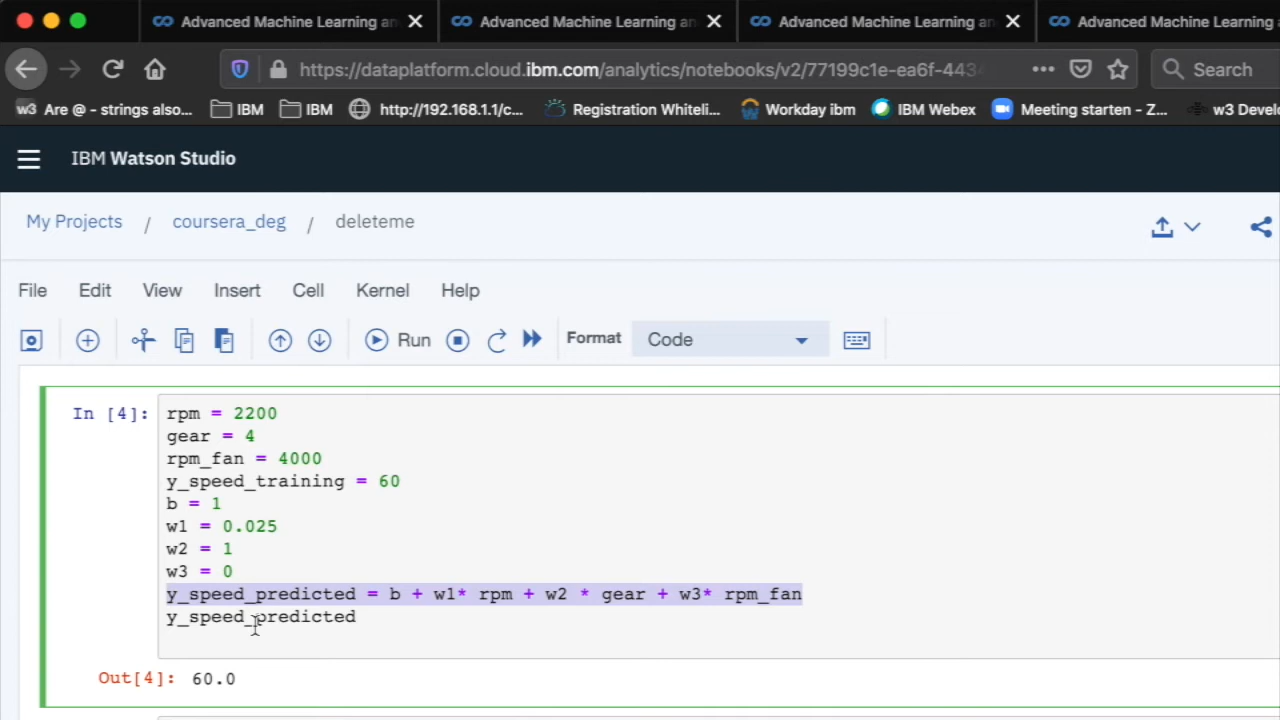 Advanced Machine Learning an
Advanced Machine Learning an
Advanced Machine Learning an
Advanced Machine Learning
https://dataplatform.cloud.ibm.com/analytics/notebooks/v2/77199c1e-ea6f-4434
Search
w3 Are @ - strings also...
IBM
IBM
http://192.168.1.1/c...
Registration Whiteli...
Workday ibm
IBM Webex
Meeting starten - Z...
w3 Devel
IBM Watson Studio
My Projects / coursera_deg / deleteme
File Edit View Insert Cell Kernel Help
Run
Format
Code
In [4]:
rpm = 2200
gear = 4
rpm_fan = 4000
y_speed_training = 60
b = 1
w1 = 0.025
w2 = 1
w3 = 0
y_speed_predicted = b + w1* rpm + w2 * gear + w3* rpm_fan
y_speed_predicted
Out[4]: 60.0